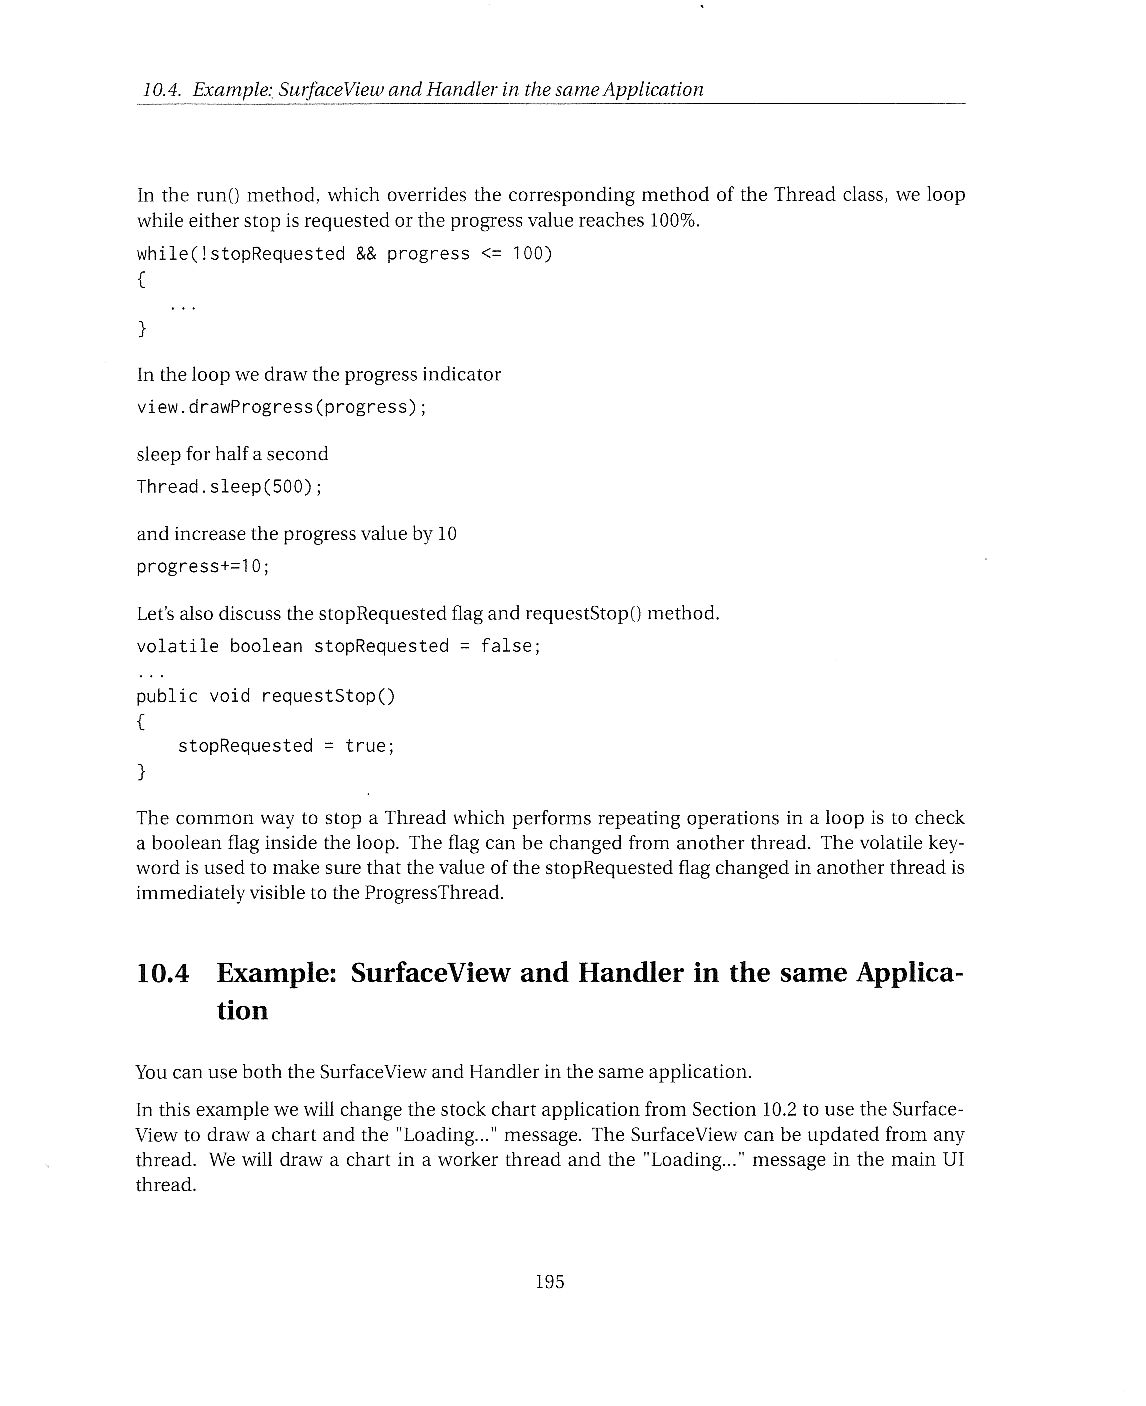 10.4. Example: SurfaceView and Handler in the same Application
In the run() method, which overrides the corresponding method of the Thread class, we loop
while either stop is requested or the progress value reaches 100%.
while(!stopRequested && progress <= 100)
{
...
}
In the loop we draw the progress indicator
view.drawProgress(progress);
sleep for half a second
Thread.sleep(500);
and increase the progress value by 10
progress+=10;
Let's also discuss the stopRequested flag and requestStop() method.
volatile boolean stopRequested = false;
...
public void requestStop()
{
stopRequested = true;
}
The common way to stop a Thread which performs repeating operations in a loop is to check
a boolean flag inside the loop. The flag can be changed from another thread. The volatile key-
word is used to make sure that the value of the stopRequested flag changed in another thread is
immediately visible to the ProgressThread.
10.4 Example: SurfaceView and Handler in the same Applica-
tion
You can use both the SurfaceView and Handler in the same application.
In this example we will change the stock chart application from Section 10.2 to use the Surface-
View to draw a chart and the "Loading..." message. The SurfaceView can be updated from any
thread. We will draw a chart in a worker thread and the "Loading..." message in the main UI
thread.
195